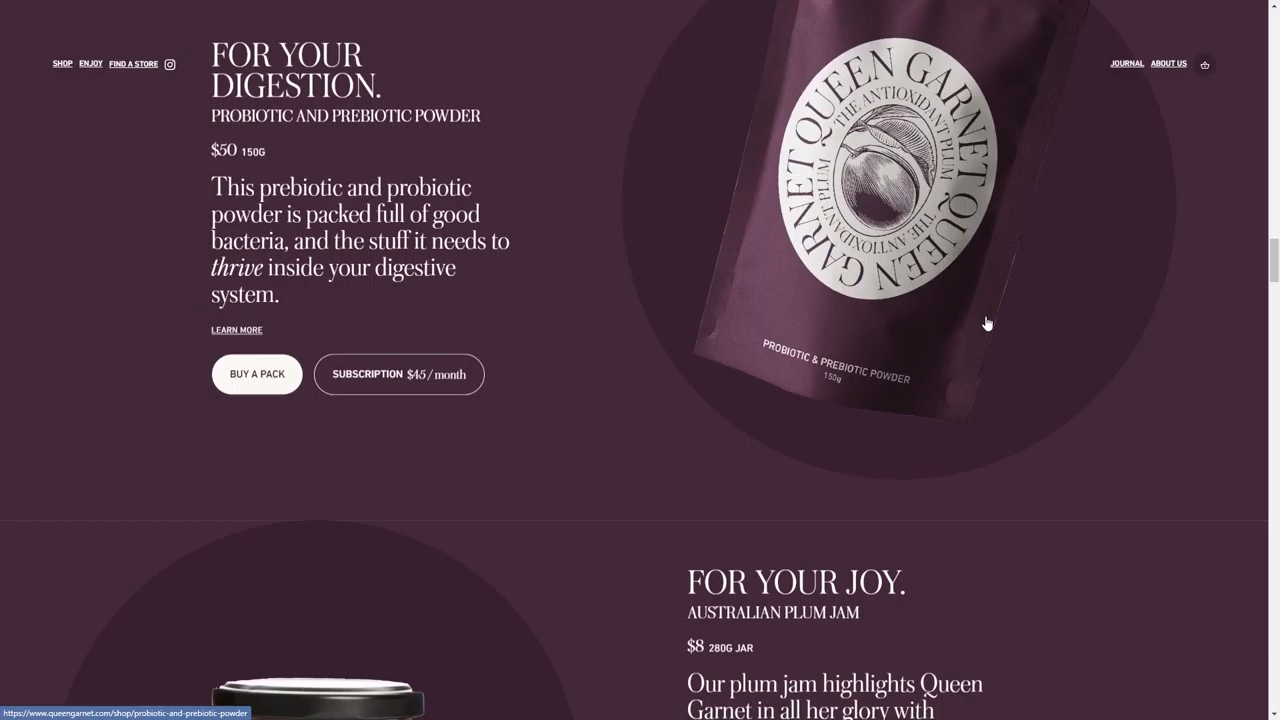 SHOP ENJOY FIND A STORE
JOURNAL ABOUT US
FOR YOUR
DIGESTION.
PROBIOTIC AND PREBIOTIC POWDER
$50 150G
This prebiotic and probiotic
powder is packed full of good
bacteria, and the stuff it needs to
thrive inside your digestive
system.
LEARN MORE
BUY A PACK
SUBSCRIPTION $45 / month
QUEEN GARNET QUEEN GARNET
THE ANTIOXIDANT PLUM THE ANTIOXIDANT PLUM
PROBIOTIC & PREBIOTIC POWDER
150g
FOR YOUR JOY.
AUSTRALIAN PLUM JAM
$8 280G JAR
Our plum jam highlights Queen
Garnet in all her glory with
https://www.queengarnet.com/shop/probiotic-and-prebiotic-powder